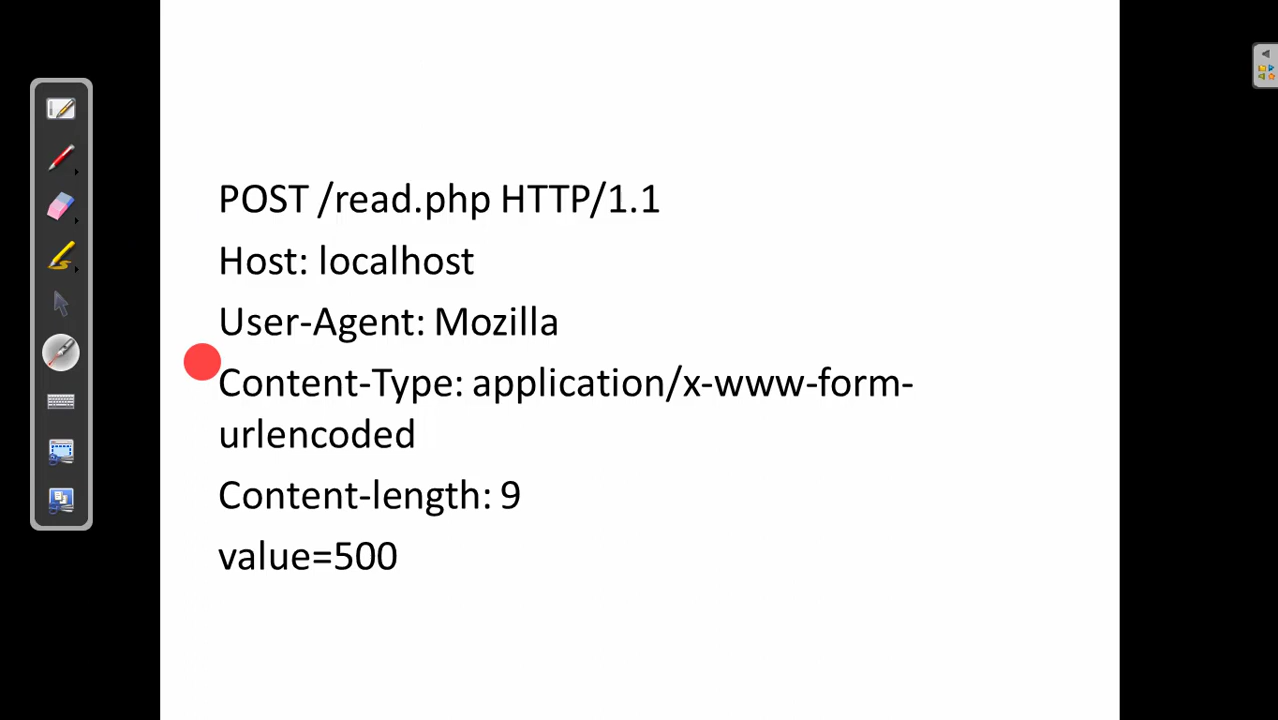 POST /read.php HTTP/1.1
Host: localhost
User-Agent: Mozilla
Content-Type: application/x-www-form-
urlencoded
Content-length: 9
value=500